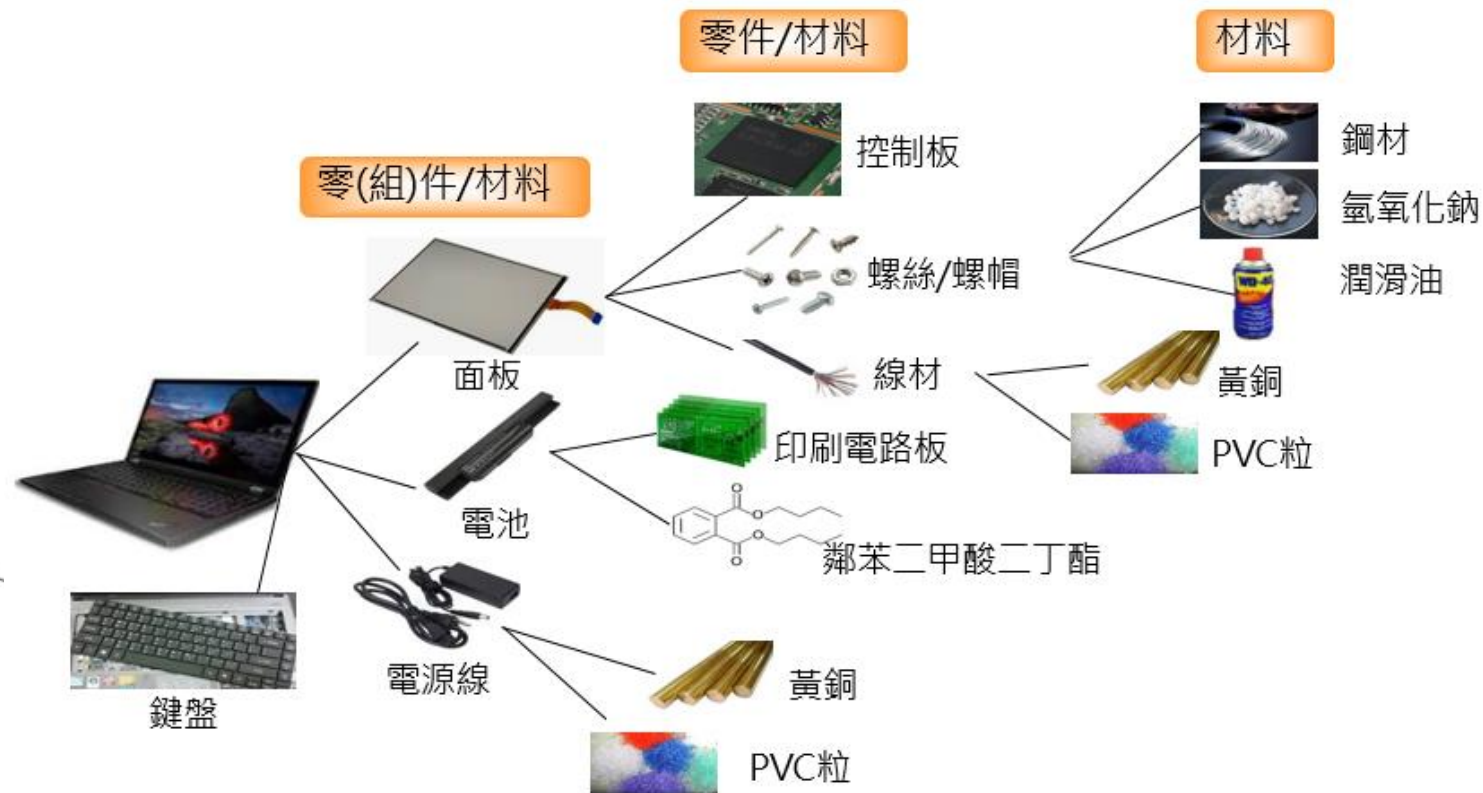 零件/材料
材料
零(組)件/材料
控制板
鋼材
氫氧化鈉
螺絲/螺帽
潤滑油
WD-40
面板
線材
黃銅
印刷電路板
PVC粒
電池
O
O
O
O
鄰苯二甲酸二丁酯
鍵盤
電源線
黃銅
PVC粒